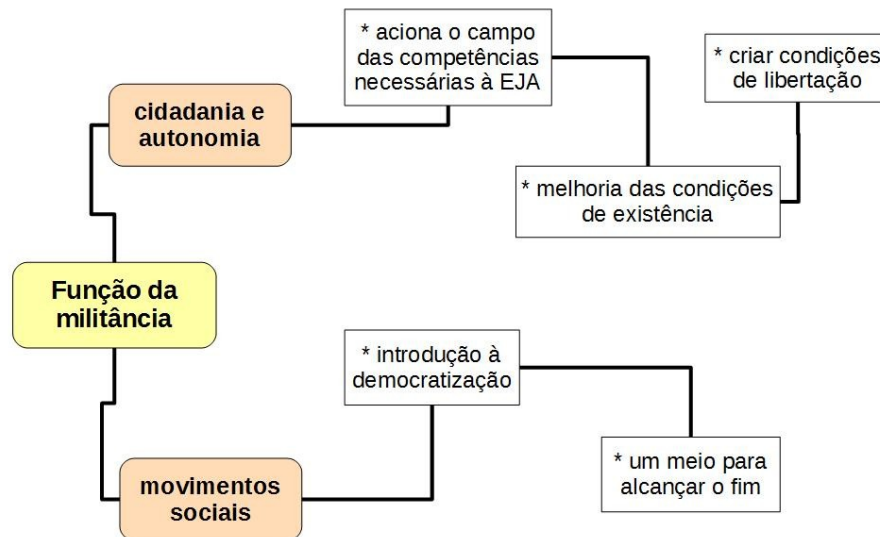 * aciona o campo
das competências
necessárias à EJA
* criar condições
de libertação
cidadania e
autonomia
* melhoria das condições
de existência
Função da
militância
* introdução à
democratização
* um meio para
alcançar o fim
movimentos
sociais